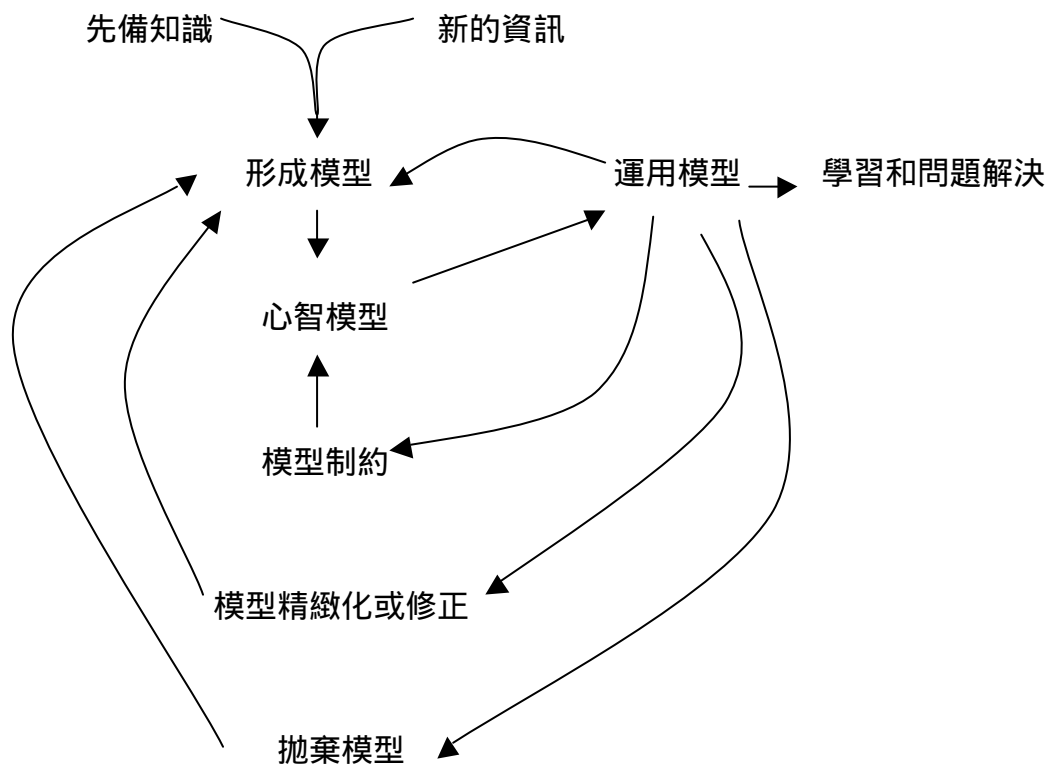 先備知識
新的資訊
形成模型
運用模型
學習和問題解決
心智模型
模型制約
模型精緻化或修正
拋棄模型